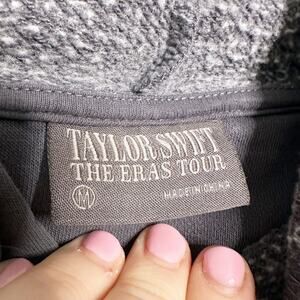 TAYLOR SWIFT
THE ERAS TOUR
M
MADE IN CHINA